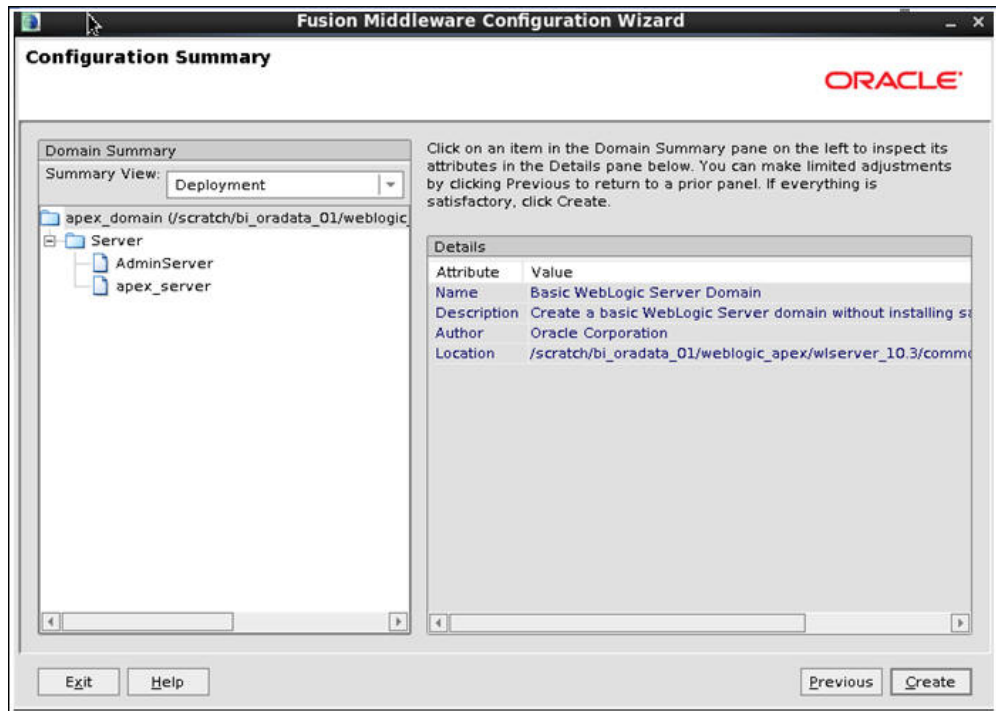 Fusion Middleware Configuration Wizard
Configuration Summary
ORACLE
Domain Summary
Summary View:
Deployment
apex_domain (/scratch/bi_oradata_01/weblogic_
Server
AdminServer
apex_server
Click on an item in the Domain Summary pane on the left to inspect its
attributes in the Details pane below. You can make limited adjustments
by clicking Previous to return to a prior panel. If everything is
satisfactory, click Create.
Details
Attribute Value
Name Basic WebLogic Server Domain
Description Create a basic WebLogic Server domain without installing sa
Author Oracle Corporation
Location /scratch/bi_oradata_01/weblogic_apex/wlserver_10.3/commo
Exit Help Previous Create